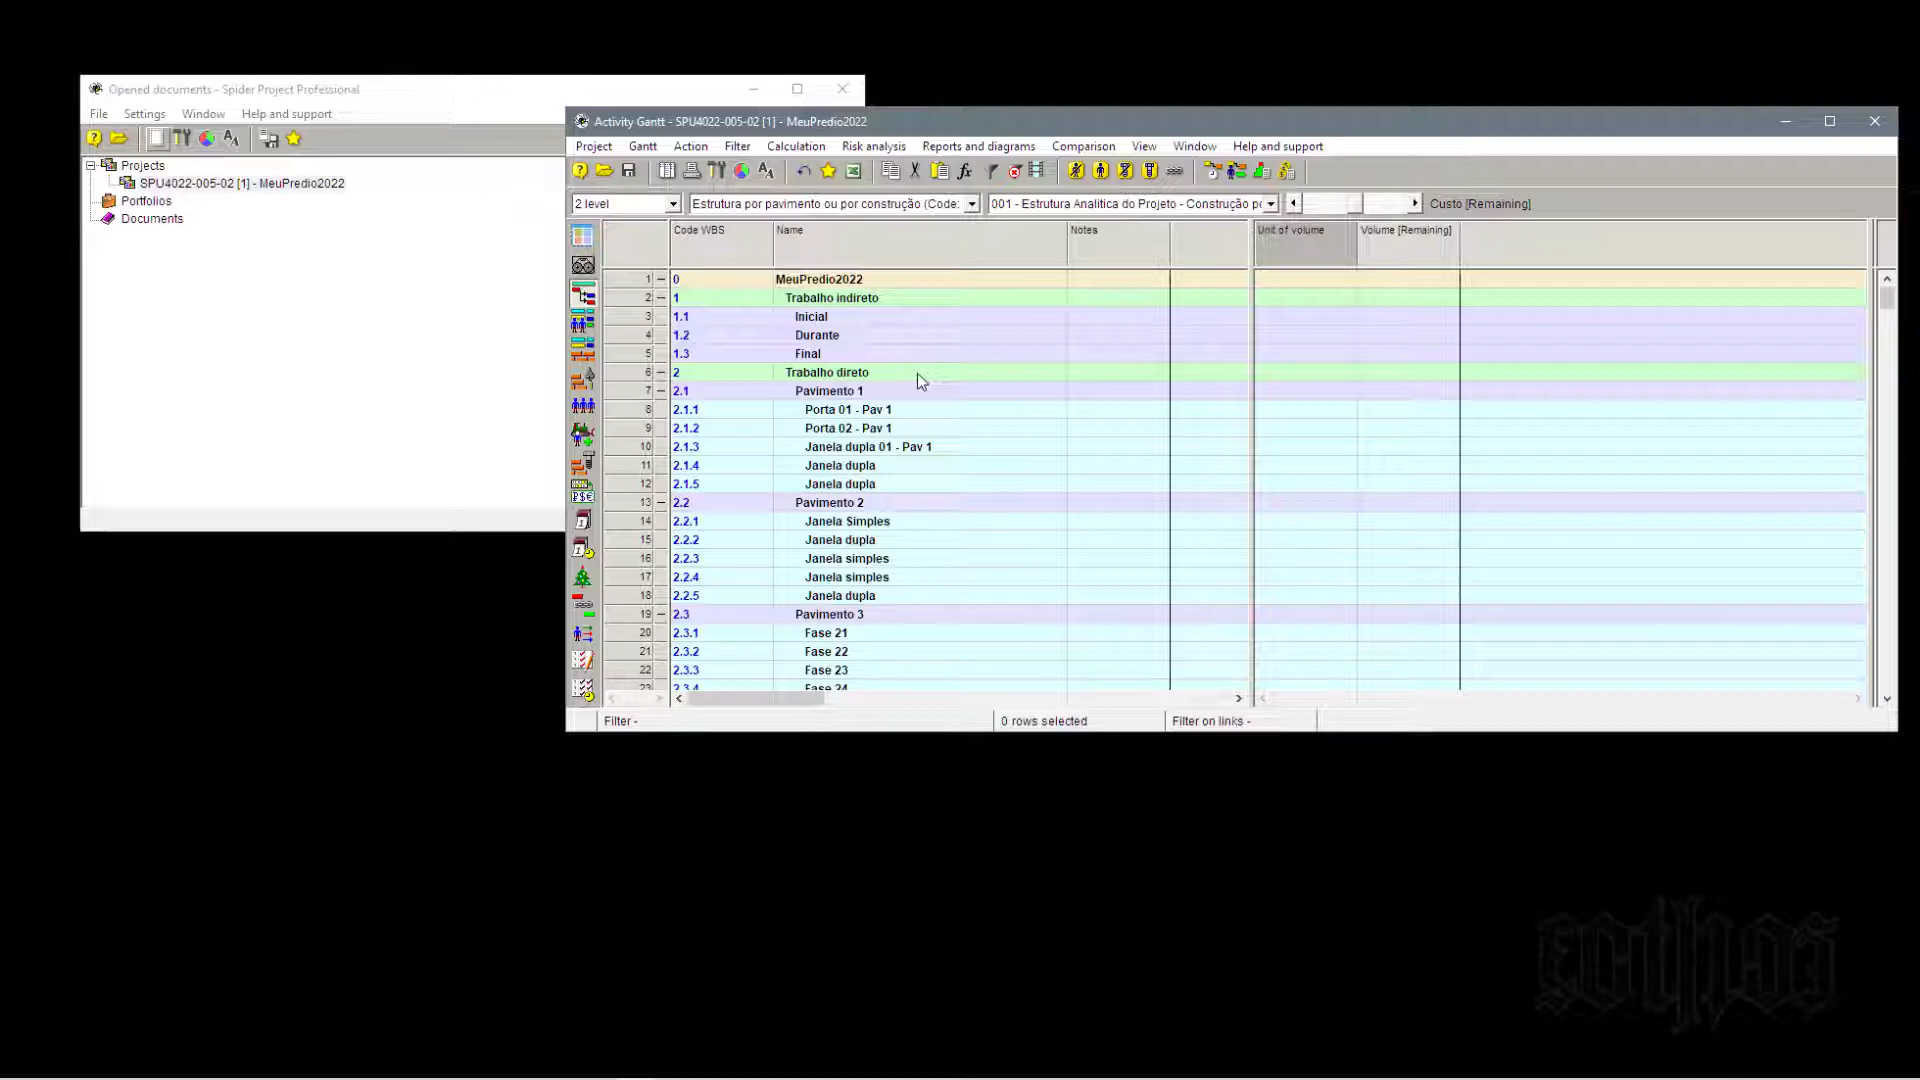 Opened documents - Spider Project Professional
File Settings Window Help and support
Projects
SPU4022-005-02 [1] - MeuPredio2022
Portfolios
Documents
Activity Gantt - SPU4022-005-02 [1] - MeuPredio2022
Project Gantt Action Filter Calculation Risk analysis Reports and diagrams Comparison View Window Help and support
2 level Estrutura por pavimento ou por construção (Code: 001 - Estrutura Analitica do Projeto - Construção po Custo [Remaining]
Code WBS Name Notes Unit of volume Volume [Remaining]
1 0 MeuPredio2022
2 1 Trabalho indireto
3 1.1 Inicial
4 1.2 Durante
5 1.3 Final
6 2 Trabalho direto
7 2.1 Pavimento 1
8 2.1.1 Porta 01 - Pav 1
9 2.1.2 Porta 02 - Pav 1
10 2.1.3 Janela dupla 01 - Pav 1
11 2.1.4 Janela dupla
12 2.1.5 Janela dupla
13 2.2 Pavimento 2
14 2.2.1 Janela Simples
15 2.2.2 Janela dupla
16 2.2.3 Janela simples
17 2.2.4 Janela simples
18 2.2.5 Janela dupla
19 2.3 Pavimento 3
20 2.3.1 Fase 21
21 2.3.2 Fase 22
22 2.3.3 Fase 23
23 2.3.4 Fase 24
Filter - 0 rows selected Filter on links -